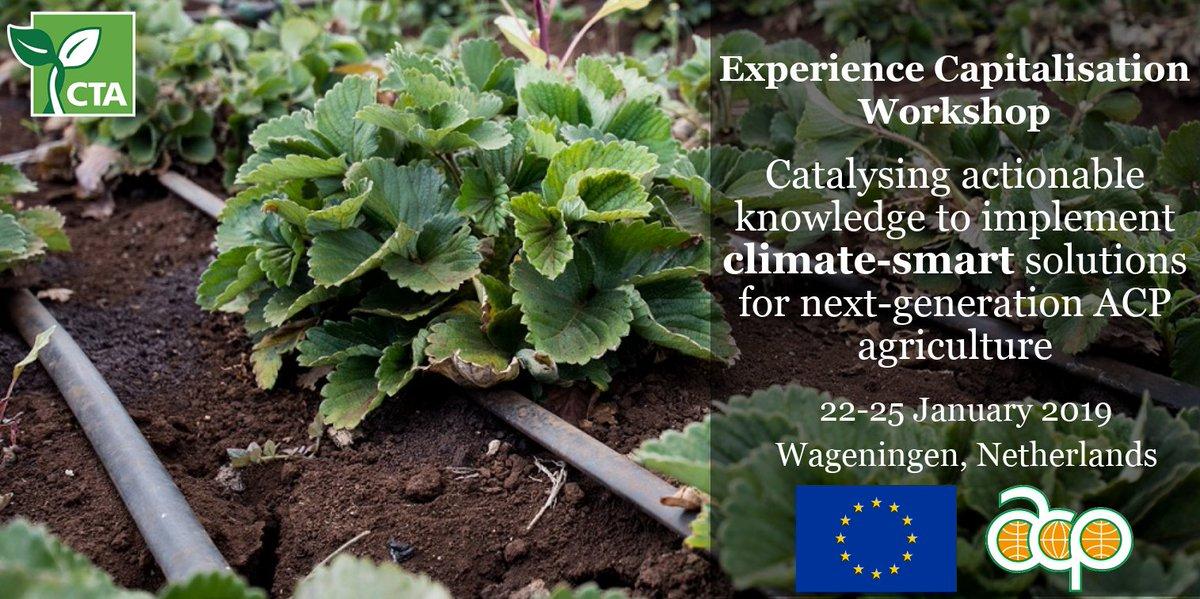 CTA
Experience Capitalisation
Workshop
Catalysing actionable
knowledge to implement
climate-smart solutions
for next-generation ACP
agriculture
22-25 January 2019
Wageningen, Netherlands
acp